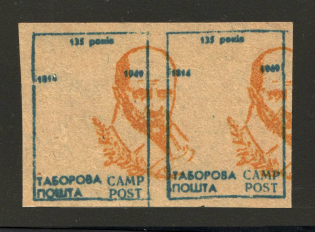 135 років
1814 1949
ТАБОРОВА CAMP
ПОШТА POST
135 років
1814 1949
ТАБОРОВА CAMP
ПОШТА POST